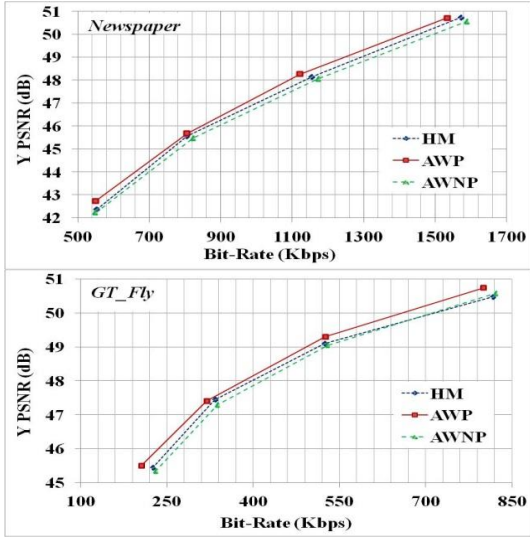 51
Newspaper
50
49
48
47
46
45
44
43
42
Y PSNR (dB)
HM
AWP
AWNP
500 700 900 1100 1300 1500 1700
Bit-Rate (Kbps)
51
GT_Fly
50
49
48
47
46
45
Y PSNR (dB)
HM
AWP
AWNP
100 250 400 550 700 850
Bit-Rate (Kbps)